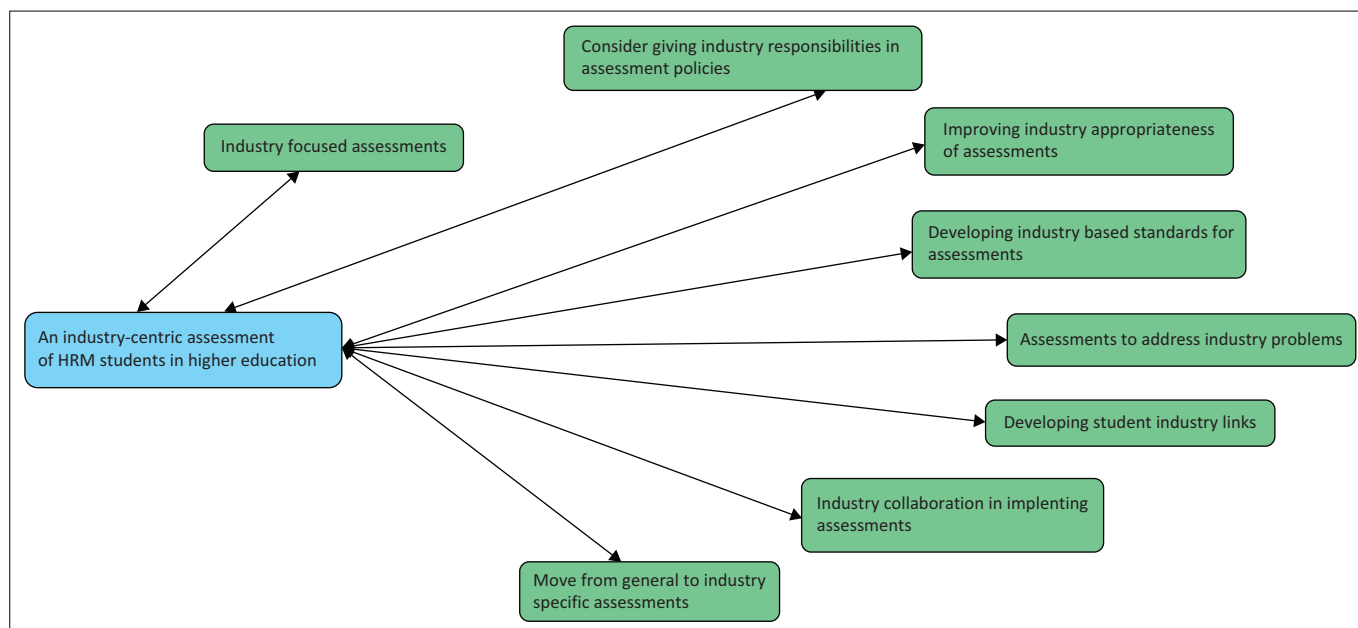 Consider giving industry responsibilities in
assessment policies
Industry focused assessments
Improving industry appropriateness
of assessments
Developing industry based standards for
assessments
An industry-centric assessment
of HRM students in higher education
Assessments to address industry problems
Developing student industry links
Industry collaboration in implenting
assessments
Move from general to industry
specific assessments